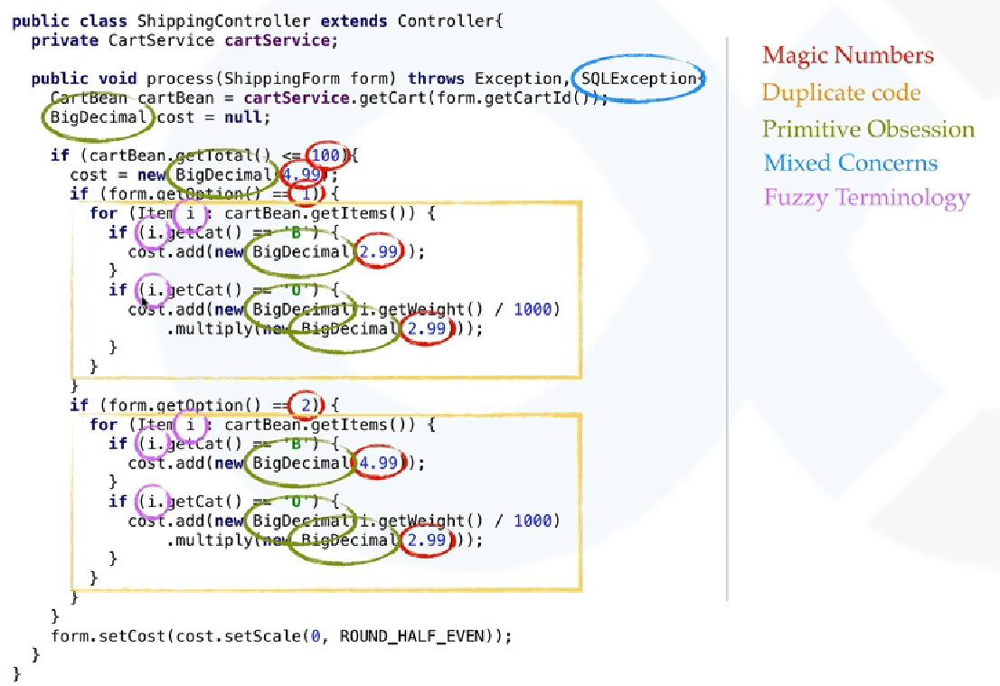 public class ShippingController extends Controller{
private CartService cartService;
public void process(ShippingForm form) throws Exception, SQLException{
CartBean cartBean = cartService.getCart(form.getCartId());
BigDecimal cost = null;
if (cartBean.getTotal() <= 100){
cost = new BigDecimal(4.99);
if (form.getOption() == 1) {
for (Item i : cartBean.getItems()) {
if (i.getCat() == 'B') {
cost.add(new BigDecimal(2.99));
}
if (i.getCat() == 'O') {
cost.add(new BigDecimal(i.getWeight() / 1000)
.multiply(new BigDecimal(2.99)));
}
}
}
if (form.getOption() == 2) {
for (Item i : cartBean.getItems()) {
if (i.getCat() == 'B') {
cost.add(new BigDecimal(4.99));
}
if (i.getCat() == 'O') {
cost.add(new BigDecimal(i.getWeight() / 1000)
.multiply(new BigDecimal(2.99)));
}
}
}
}
form.setCost(cost.setScale(0, ROUND_HALF_EVEN));
}
}
Magic Numbers
Duplicate code
Primitive Obsession
Mixed Concerns
Fuzzy Terminology